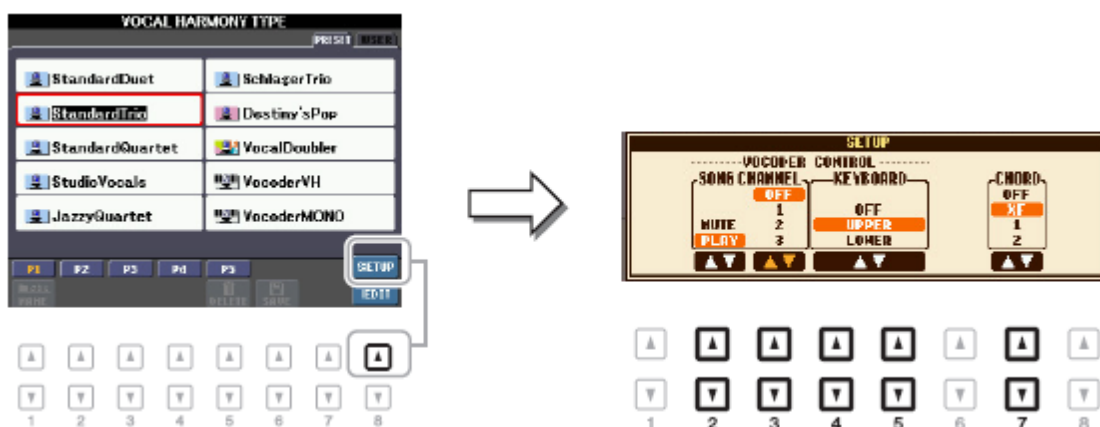 VOCAL HARMONY TYPE
PRESET USER
StandardDuet SchlagerTrio
StandardTrio Destiny'sPop
StandardQuartet VocalDoubler
StudioVocals VocoderVH
JazzyQuartet VocoderMONO
P1 P2 P3 P4 P5 SETUP
DELETE SAVE EDIT
1 2 3 4 5 6 7 8
SETUP
--------VOCODER CONTROL--------
SONG CHANNEL KEYBOARD CHORD
OFF OFF
1 OFF XF
MUTE 2 UPPER 1
PLAY 3 LOWER 2
1 2 3 4 5 6 7 8